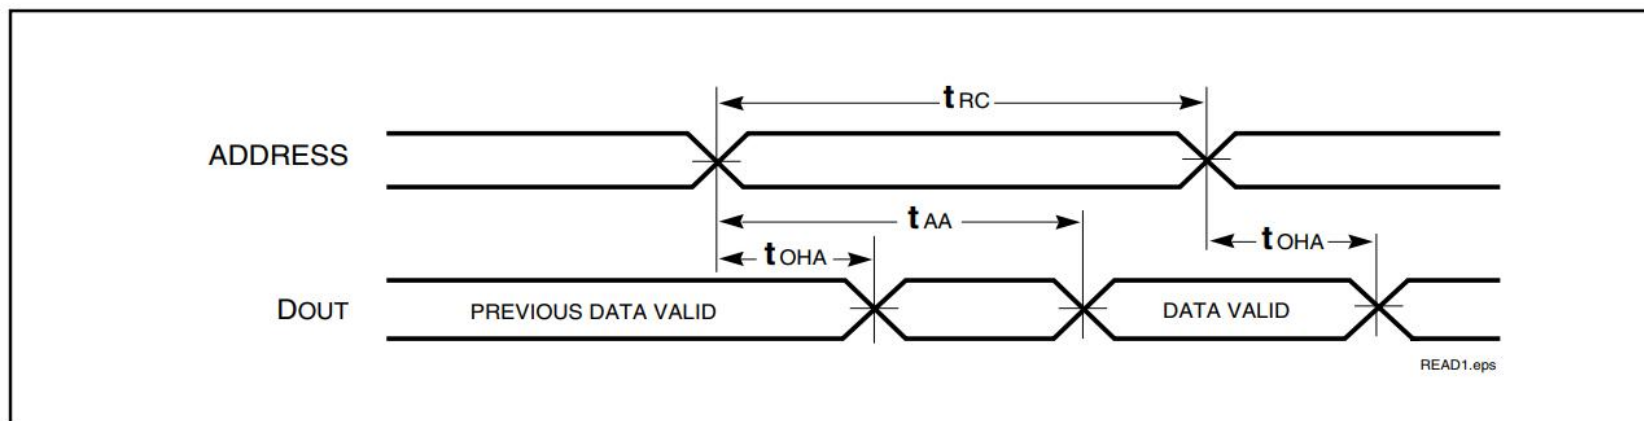 tRC
ADDRESS
tAA
tOHA
tOHA
DOUT
PREVIOUS DATA VALID
DATA VALID
READ1.eps